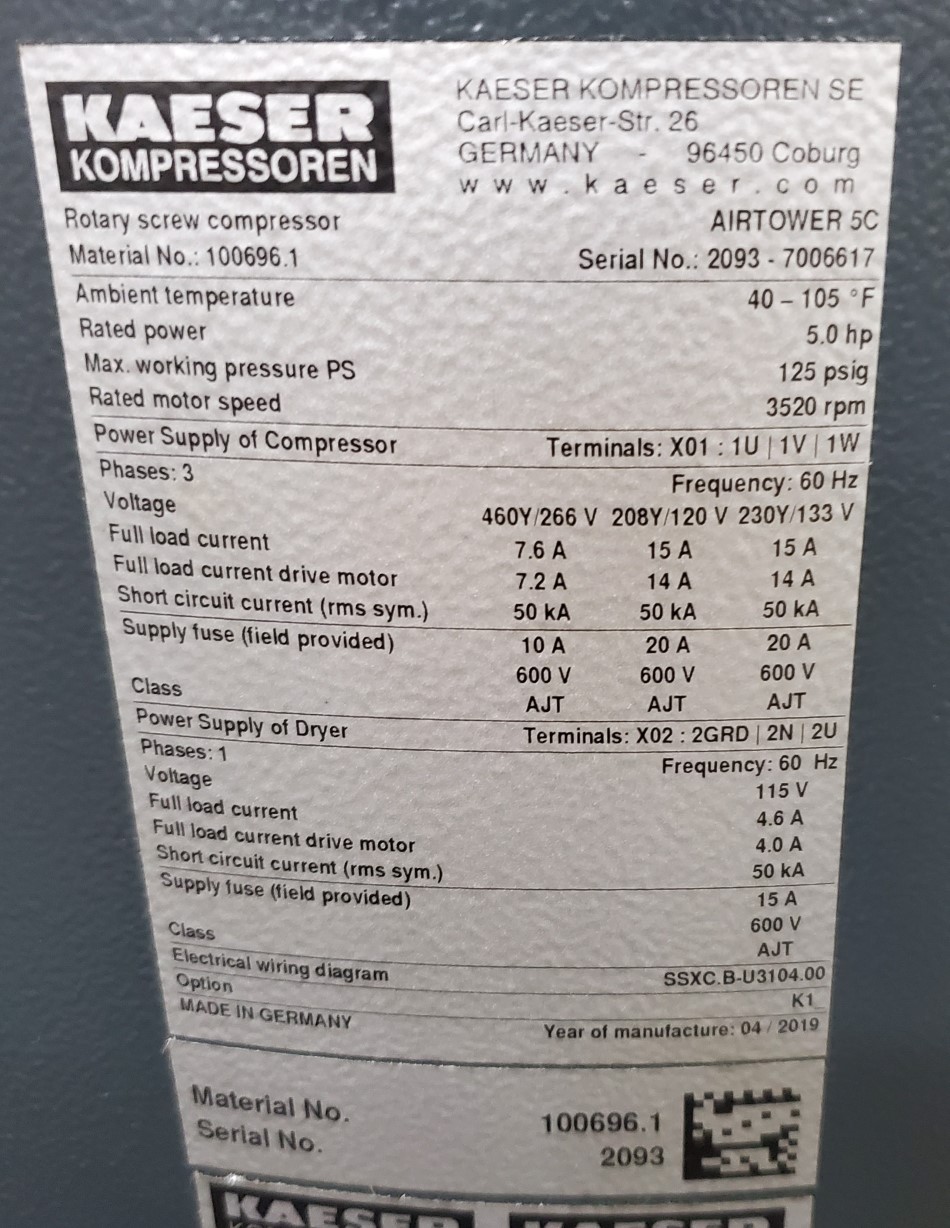 KAESER
KOMPRESSOREN
KAESER KOMPRESSOREN SE
Carl-Kaeser-Str. 26
GERMANY - 96450 Coburg
www.kaeser.com
Rotary screw compressor AIRTOWER 5C
Material No.: 100696.1 Serial No.: 2093 - 7006617
Ambient temperature 40 – 105 °F
Rated power 5.0 hp
Max. working pressure PS 125 psig
Rated motor speed 3520 rpm
Power Supply of Compressor Terminals: X01 : 1U | 1V | 1W
Phases: 3 Frequency: 60 Hz
Voltage 460Y/266 V 208Y/120 V 230Y/133 V
Full load current 7.6 A 15 A 15 A
Full load current drive motor 7.2 A 14 A 14 A
Short circuit current (rms sym.) 50 kA 50 kA 50 kA
Supply fuse (field provided) 10 A 20 A 20 A
600 V 600 V 600 V
Class AJT AJT AJT
Power Supply of Dryer Terminals: X02 : 2GRD | 2N | 2U
Phases: 1 Frequency: 60 Hz
Voltage 115 V
Full load current 4.6 A
Full load current drive motor 4.0 A
Short circuit current (rms sym.) 50 kA
Supply fuse (field provided) 15 A
600 V
Class AJT
Electrical wiring diagram SSXC.B-U3104.00
Option K1
MADE IN GERMANY Year of manufacture: 04 / 2019
Material No. 100696.1
Serial No. 2093
KAESER KAESER